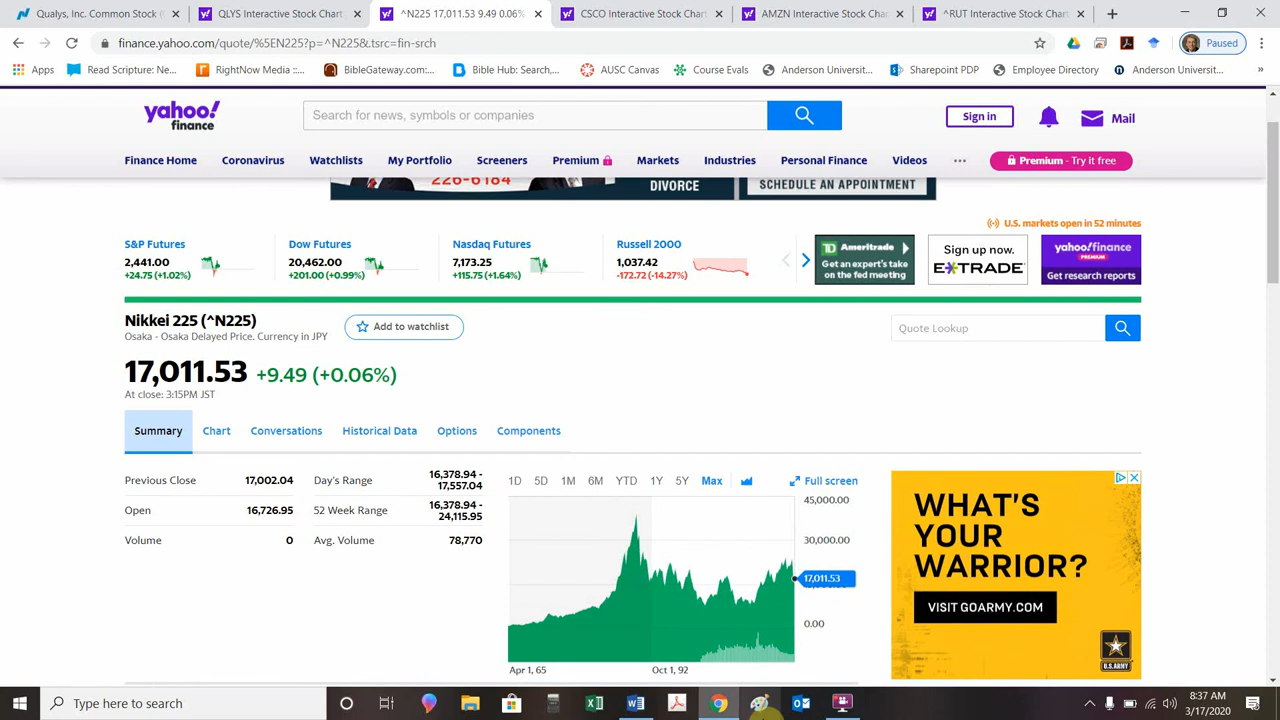 Qualys, Inc. Common Stock (
QLYS Interactive Stock Chart
^N225 17,011.53 9.49 0.06%
CSCO Interactive Stock Chart
AMZN Interactive Stock Chart
^RUT Interactive Stock Chart
finance.yahoo.com/quote/%5EN225?p=^N225&tsrc=fin-srch
Paused
Apps
Read Scripture: Ne...
RightNow Media ::...
BibleGateway.com:...
Bible Hub: Search,...
AUSC Canvas
Course Evals
Anderson Universit...
Sharepoint PDP
Employee Directory
Anderson Universit...
yahoo!
finance
Search for news, symbols or companies
Sign in
Mail
Finance Home
Coronavirus
Watchlists
My Portfolio
Screeners
Premium
Markets
Industries
Personal Finance
Videos
Premium - Try it free
226-6184
DIVORCE
SCHEDULE AN APPOINTMENT
U.S. markets open in 52 minutes
S&P Futures
2,441.00
+24.75 (+1.02%)
Dow Futures
20,462.00
+201.00 (+0.99%)
Nasdaq Futures
7,173.25
+115.75 (+1.64%)
Russell 2000
1,037.42
-172.72 (-14.27%)
TD Ameritrade
Get an expert's take
on the fed meeting
Sign up now.
E*TRADE
yahoo!finance
PREMIUM
Get research reports
Nikkei 225 (^N225)
Osaka - Osaka Delayed Price. Currency in JPY
Add to watchlist
Quote Lookup
17,011.53 +9.49 (+0.06%)
At close: 3:15PM JST
Summary
Chart
Conversations
Historical Data
Options
Components
Previous Close 17,002.04
Open 16,726.95
Volume 0
Day's Range 16,378.94 -
17,557.04
52 Week Range 16,378.94 -
24,115.95
Avg. Volume 78,770
1D 5D 1M 6M YTD 1Y 5Y Max
Full screen
45,000.00
30,000.00
17,011.53
0.00
Apr 1, 65
Oct 1, 92
WHAT'S
YOUR
WARRIOR?
VISIT GOARMY.COM
U.S.ARMY
Type here to search
8:37 AM
3/17/2020